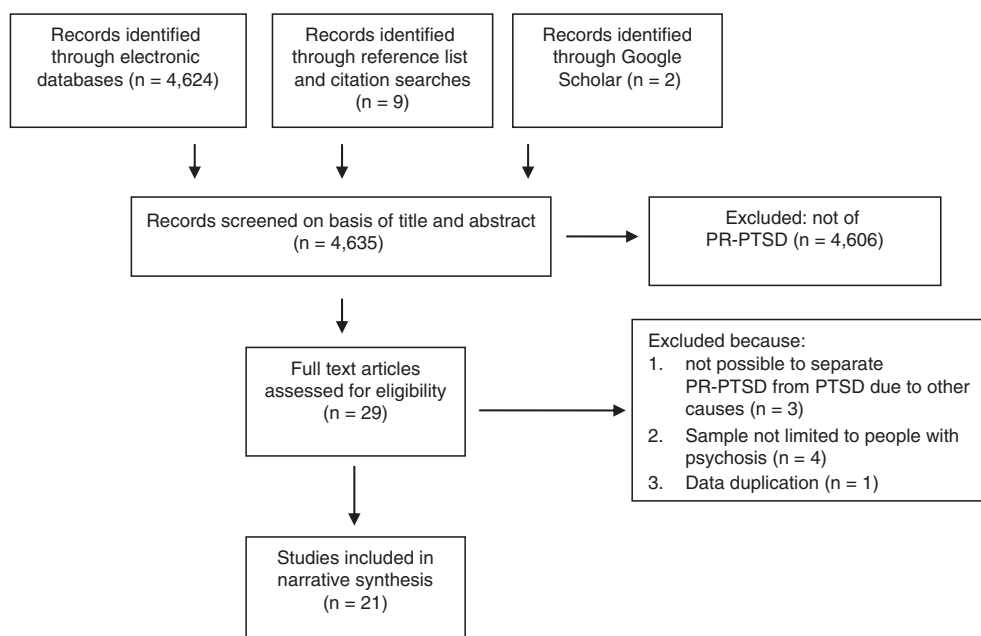 Records identified
through electronic
databases (n = 4,624)
Records identified
through reference list
and citation searches
(n = 9)
Records identified
through Google
Scholar (n = 2)
Records screened on basis of title and abstract
(n = 4,635)
Excluded: not of
PR-PTSD (n = 4,606)
Full text articles
assessed for eligibility
(n = 29)
Excluded because:
1. not possible to separate
PR-PTSD from PTSD due to other
causes (n = 3)
2. Sample not limited to people with
psychosis (n = 4)
3. Data duplication (n = 1)
Studies included in
narrative synthesis
(n = 21)